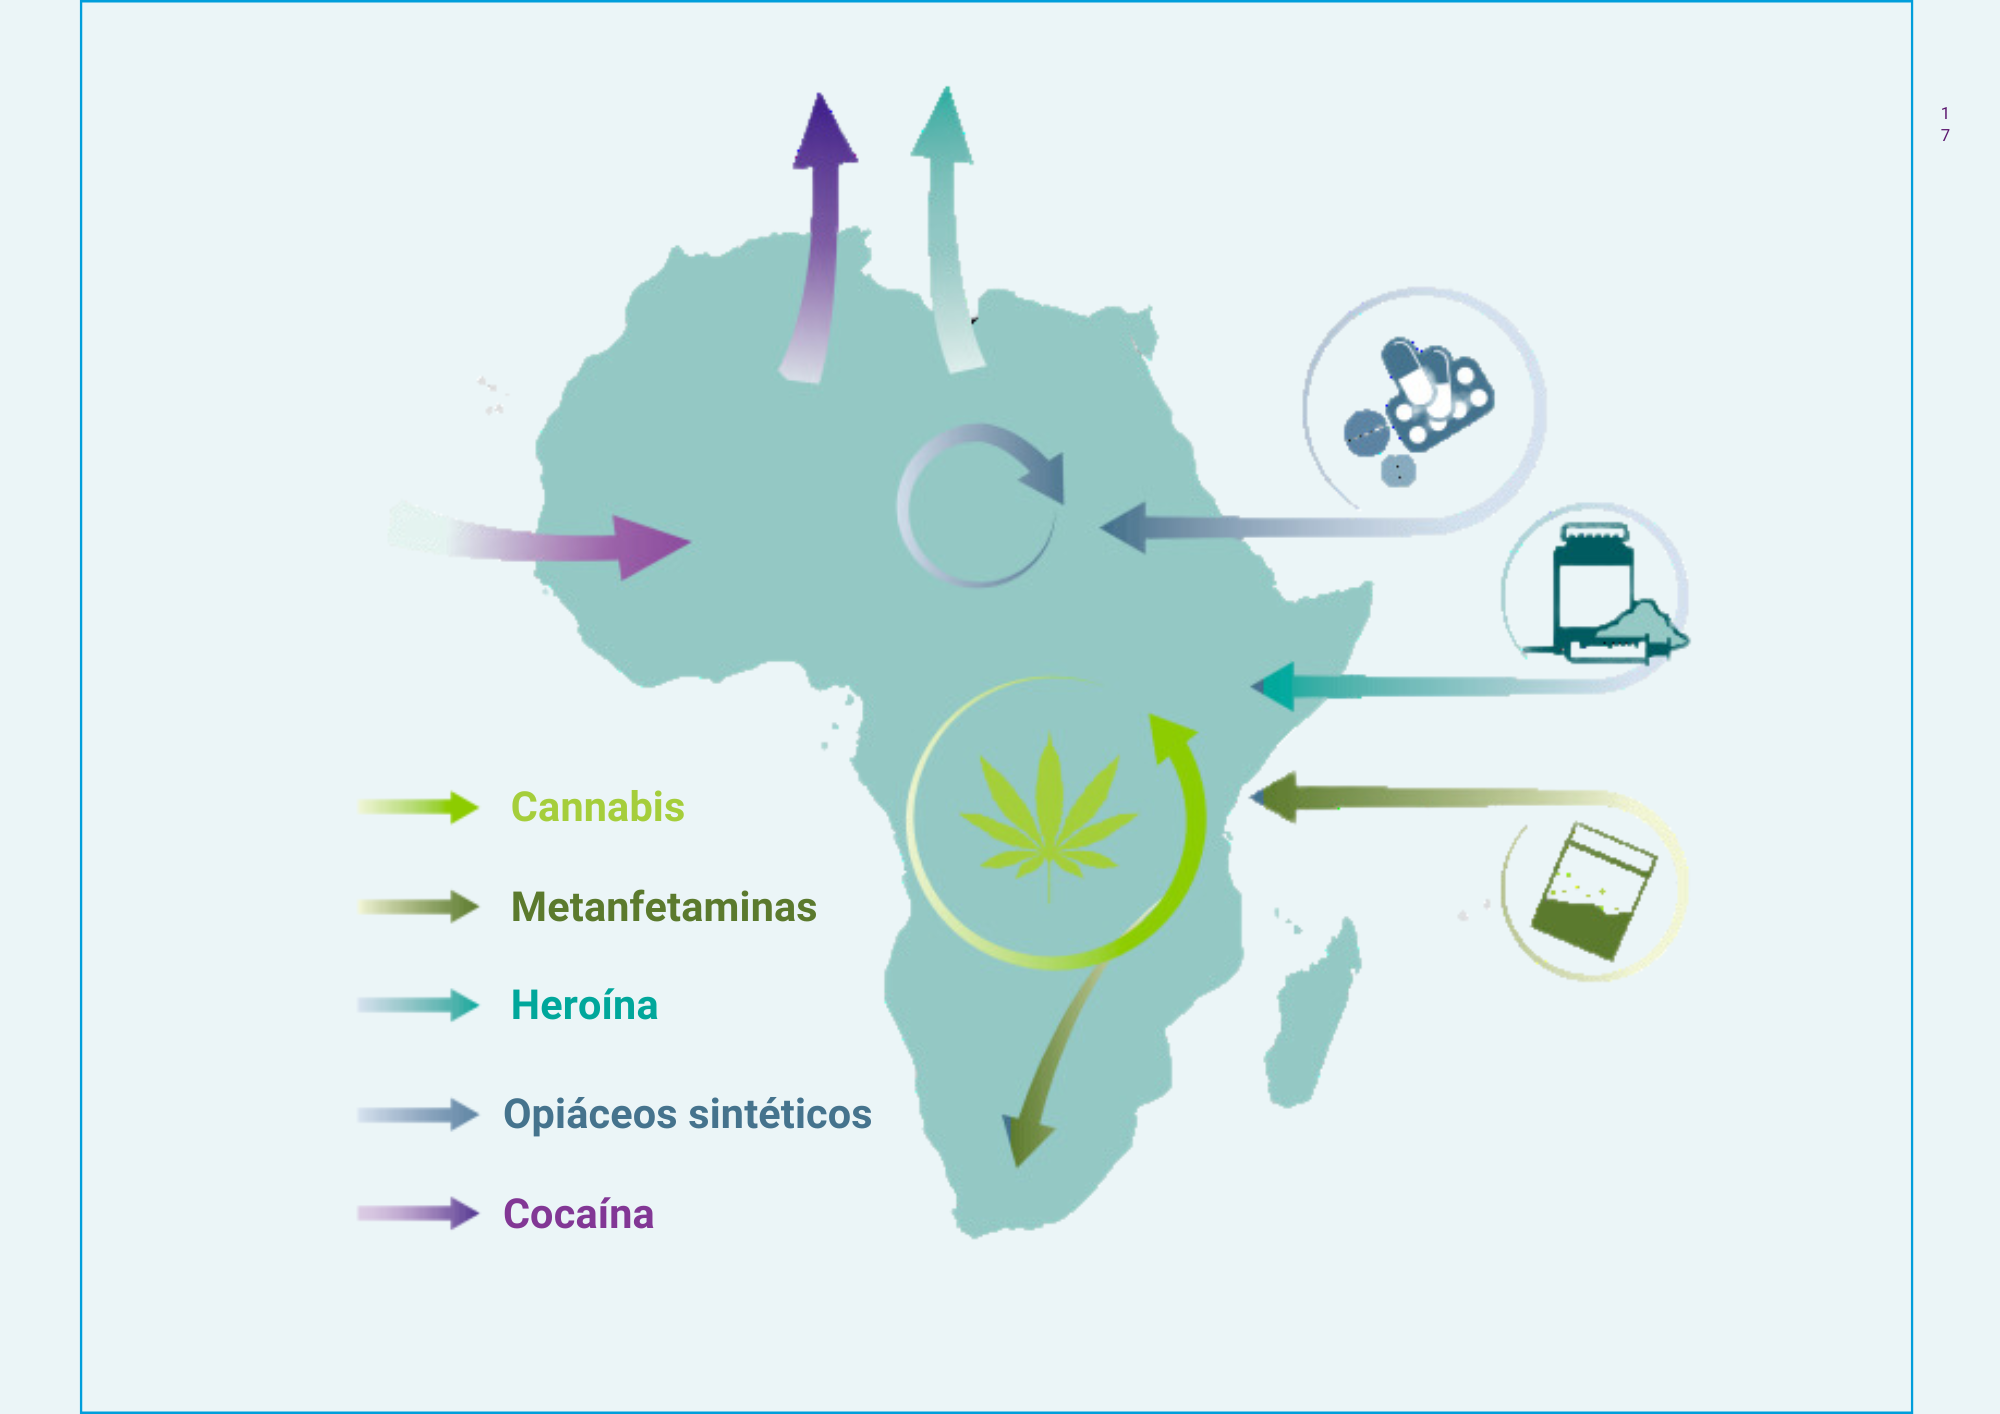 1
7
Cannabis
Metanfetaminas
Heroína
Opiáceos sintéticos
Cocaína